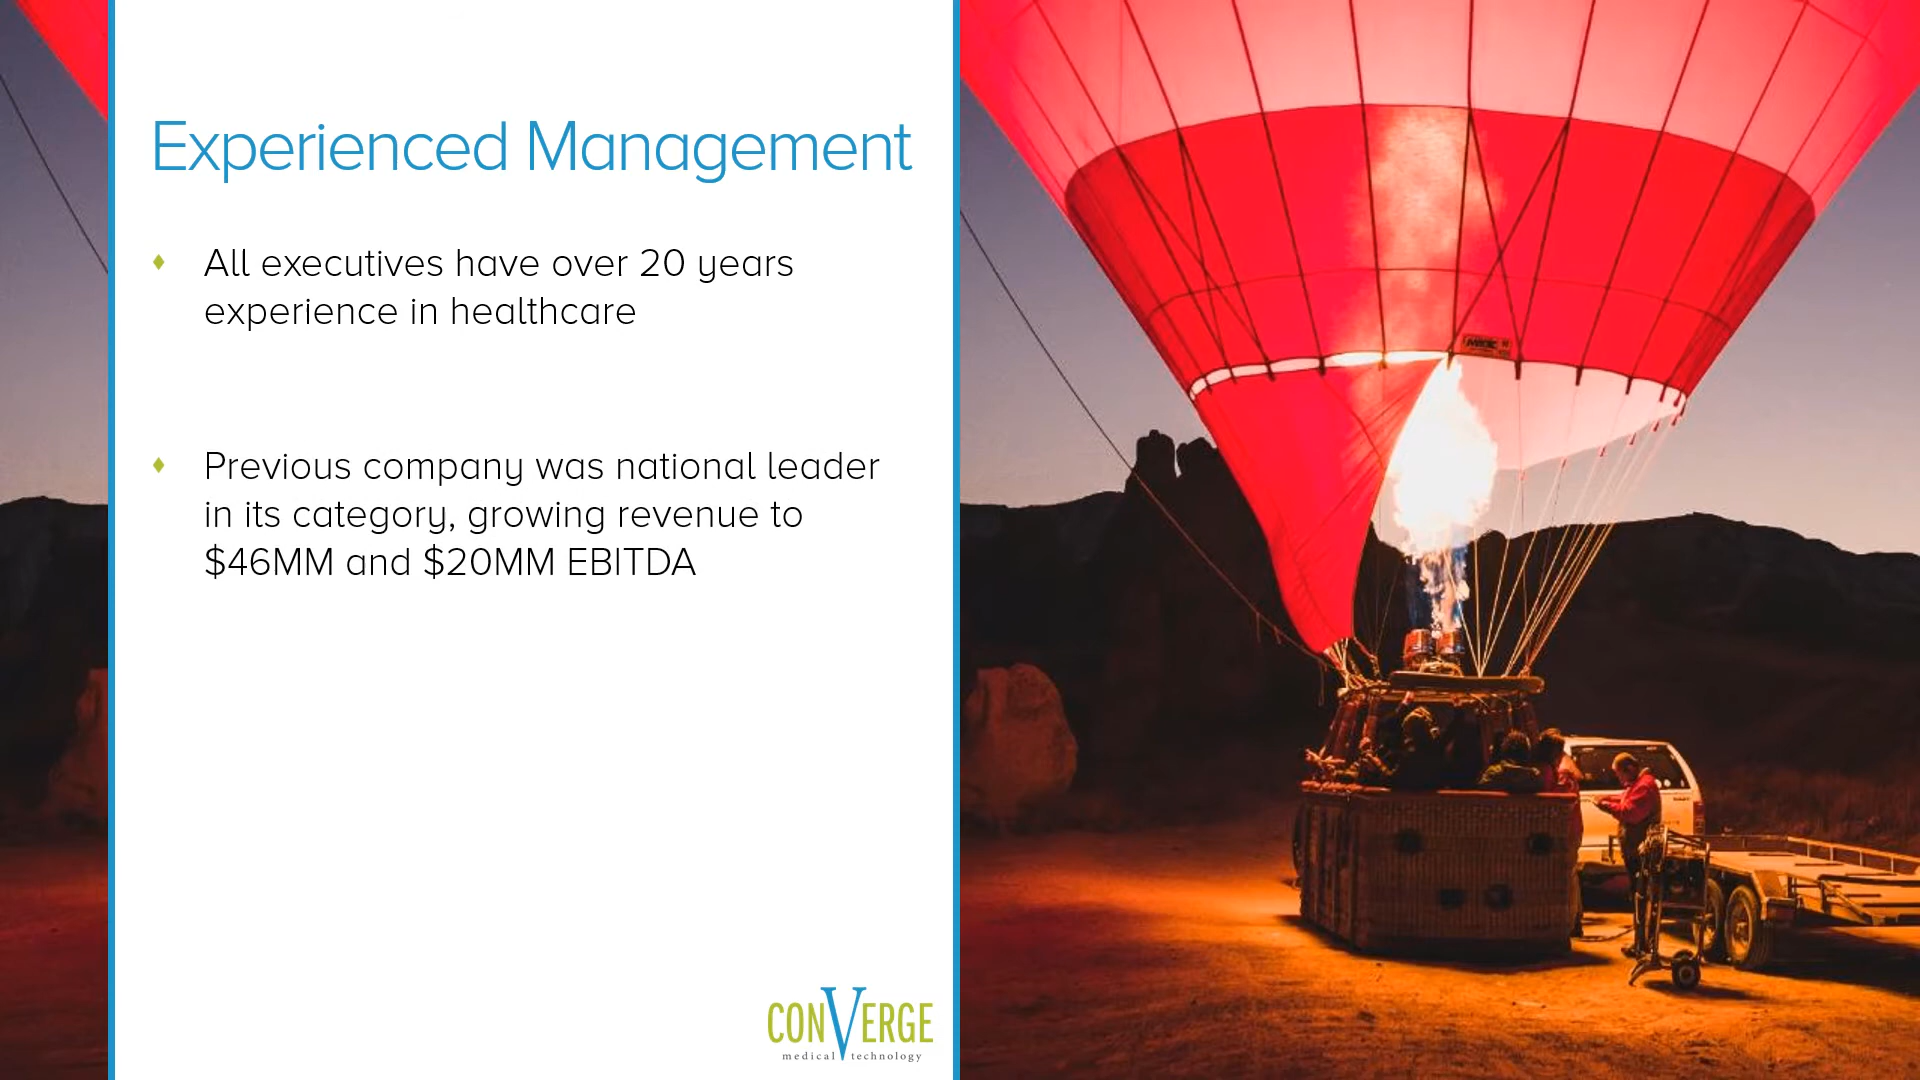 Experienced Management
All executives have over 20 years
experience in healthcare
Previous company was national leader
in its category, growing revenue to
$46MM and $20MM EBITDA
CONVERGE
medical technology